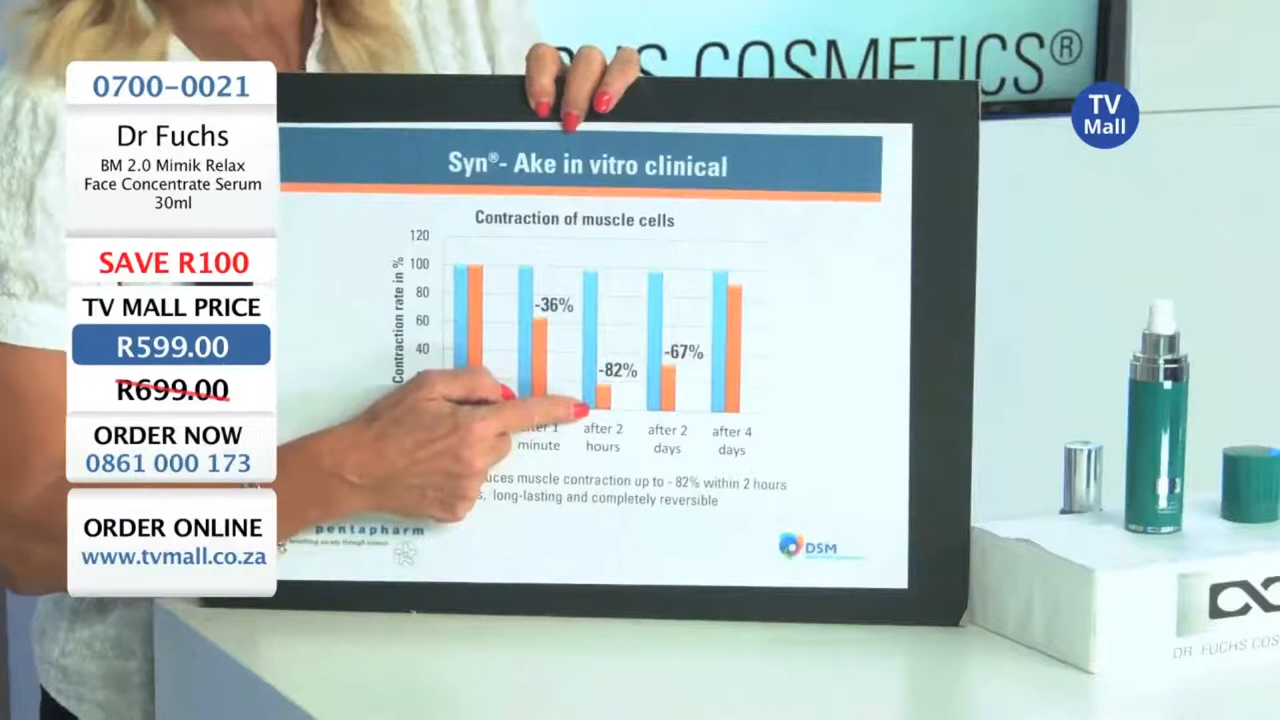 0700-0021
Dr Fuchs
BM 2.0 Mimik Relax
Face Concentrate Serum
30ml
SAVE R100
TV MALL PRICE
R599.00
R699.00
ORDER NOW
0861 000 173
ORDER ONLINE
www.tvmall.co.za
COSMETICS®
TV
Mall
Syn®- Ake in vitro clinical
Contraction of muscle cells
Contraction rate in %
120
100
80
60
40
-36%
-82%
-67%
after 1
minute
after 2
hours
after 2
days
after 4
days
muscle contraction up to - 82% within 2 hours
long-lasting and completely reversible
pentapharm
DSM
DR. FUCHS